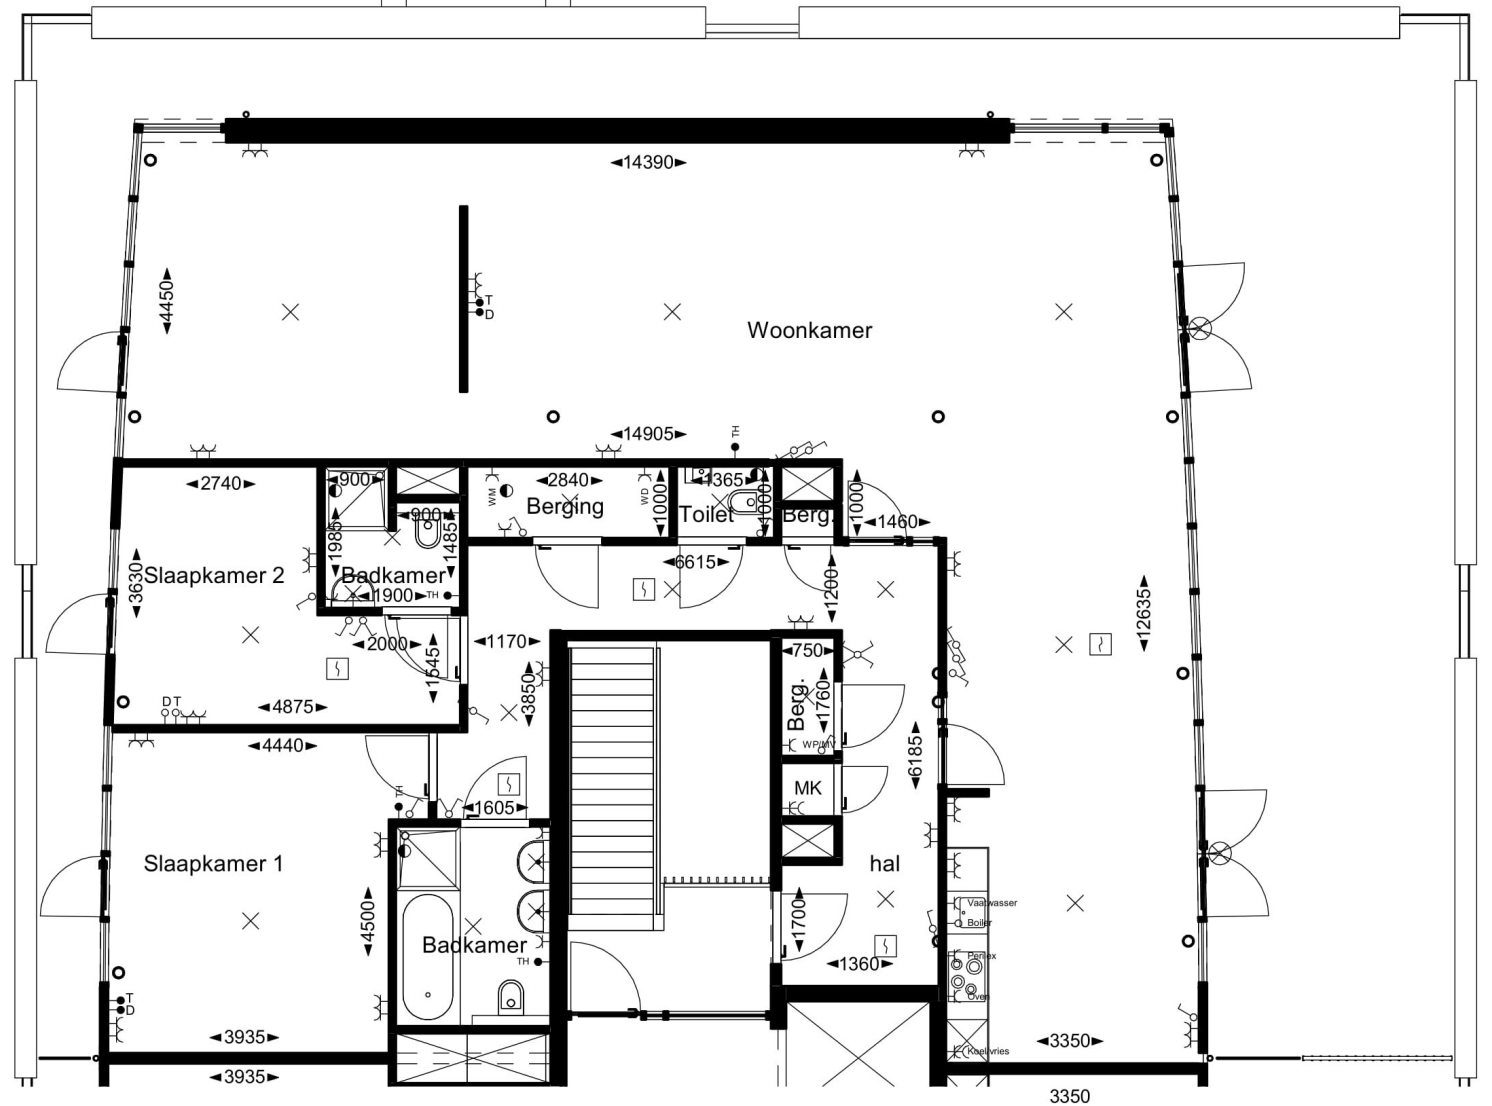 14390
4450
T
D
Woonkamer
14905
TH
2740
900
2840
1365
WM
Berging
WD
1000
Toilet
1000
Berg.
1000
1460
900
1985
1485
6615
3630
Slaapkamer 2
Badkamer
1900
TH
1200
12635
2000
1170
1545
750
3850
Berg.
1760
D T
4875
4440
WP/MV
6185
TH
MK
1605
Slaapkamer 1
hal
4500
Vaatwasser
Boiler
1700
Badkamer
Perilex
TH
1360
T
D
Oven
3935
3350
Koel/vries
3935
3350